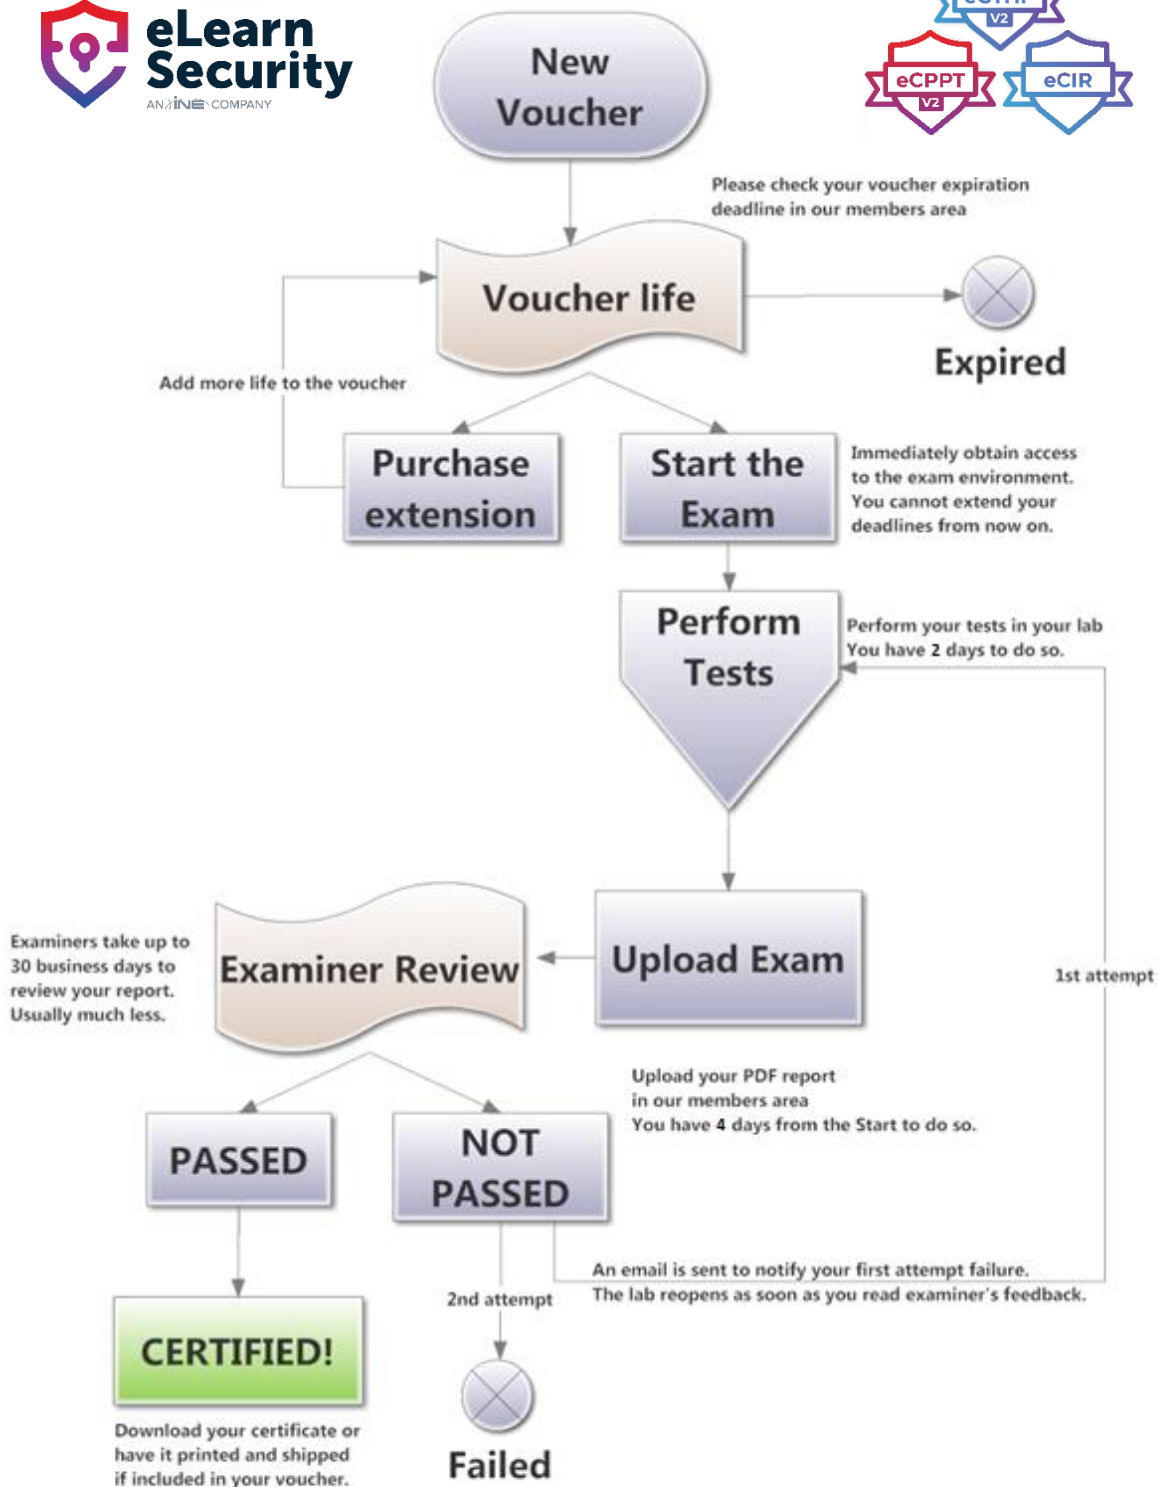 eLearn
Security
AN INE COMPANY
V2
eCPPT
V2
eCIR
New
Voucher
Please check your voucher expiration
deadline in our members area
Voucher life
Expired
Add more life to the voucher
Purchase
extension
Start the
Exam
Immediately obtain access
to the exam environment.
You cannot extend your
deadlines from now on.
Perform
Tests
Perform your tests in your lab
You have 2 days to do so.
1st attempt
Upload Exam
Examiner Review
Examiners take up to
30 business days to
review your report.
Usually much less.
Upload your PDF report
in our members area
You have 4 days from the Start to do so.
PASSED
NOT
PASSED
An email is sent to notify your first attempt failure.
The lab reopens as soon as you read examiner's feedback.
2nd attempt
CERTIFIED!
Download your certificate or
have it printed and shipped
if included in your voucher.
Failed